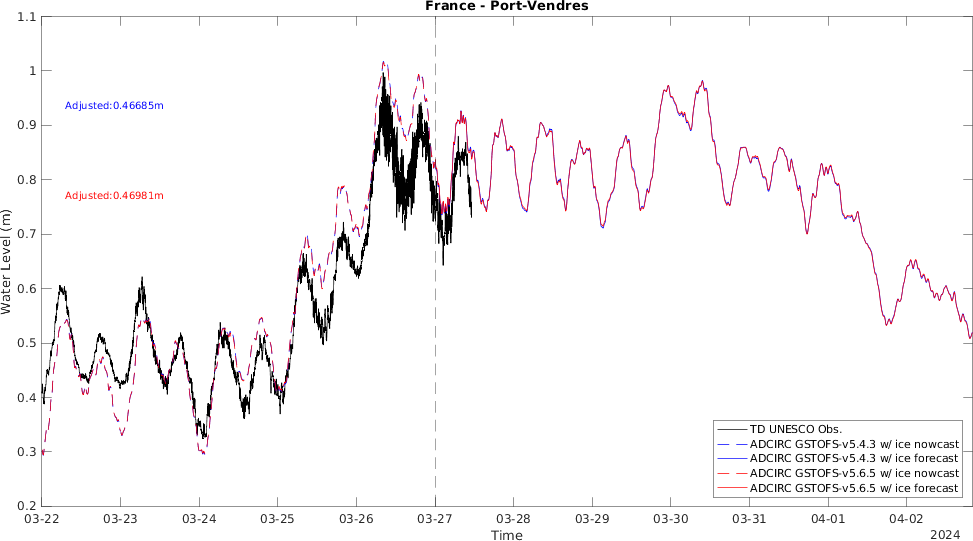 France - Port-Vendres
1.1
1
0.9
0.8
0.7
0.6
0.5
0.4
0.3
0.2
Water Level (m)
Adjusted:0.46685m
Adjusted:0.46981m
TD UNESCO Obs.
ADCIRC GSTOFS-v5.4.3 w/ ice nowcast
ADCIRC GSTOFS-v5.4.3 w/ ice forecast
ADCIRC GSTOFS-v5.6.5 w/ ice nowcast
ADCIRC GSTOFS-v5.6.5 w/ ice forecast
03-22 03-23 03-24 03-25 03-26 03-27 03-28 03-29 03-30 03-31 04-01 04-02
Time
2024